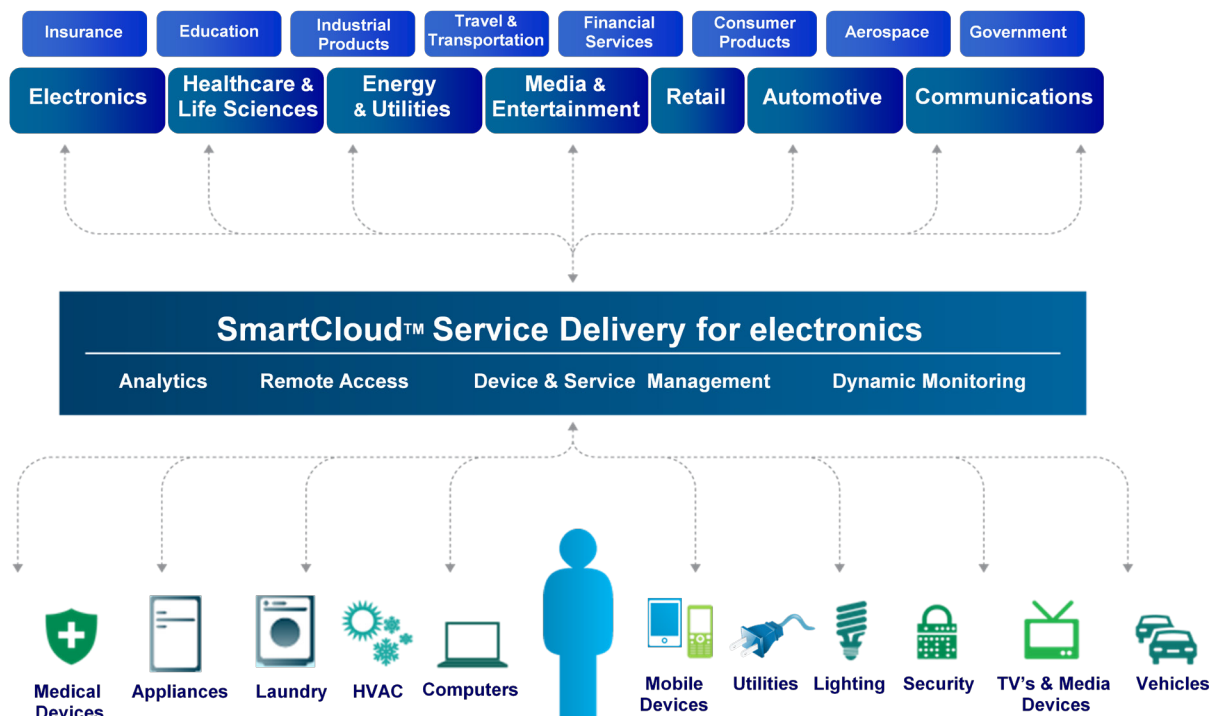 Insurance
Education
Industrial
Products
Travel &
Transportation
Financial
Services
Consumer
Products
Aerospace
Government
Electronics
Healthcare &
Life Sciences
Energy
& Utilities
Media &
Entertainment
Retail
Automotive
Communications
SmartCloud™ Service Delivery for electronics
Analytics
Remote Access
Device & Service Management
Dynamic Monitoring
Medical
Devices
Appliances
Laundry
HVAC
Computers
Mobile
Devices
Utilities
Lighting
Security
TV's & Media
Devices
Vehicles